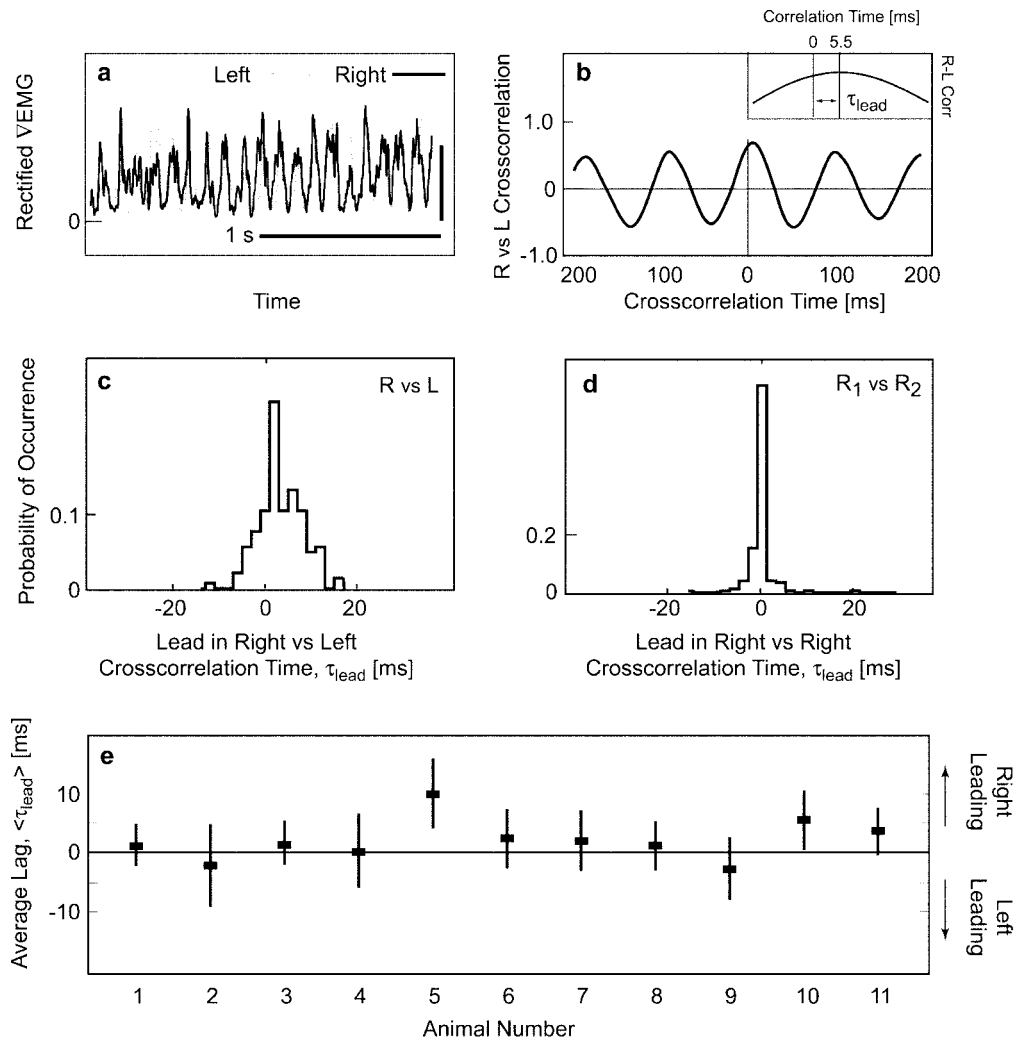 a
Left
Right
Rectified ∇EMG
0
1 s
Time
Correlation Time [ms]
0 5.5
R-L Corr
τlead
b
R vs L Crosscorrelation
1.0
0
-1.0
200 100 0 100 200
Crosscorrelation Time [ms]
c
R vs L
Probability of Occurrence
0.1
0
-20 0 20
Lead in Right vs Left
Crosscorrelation Time, τlead [ms]
d
R1 vs R2
0.2
0
-20 0 20
Lead in Right vs Right
Crosscorrelation Time, τlead [ms]
e
Average Lag, <τlead> [ms]
10
0
-10
Right
Leading
Left
Leading
1 2 3 4 5 6 7 8 9 10 11
Animal Number